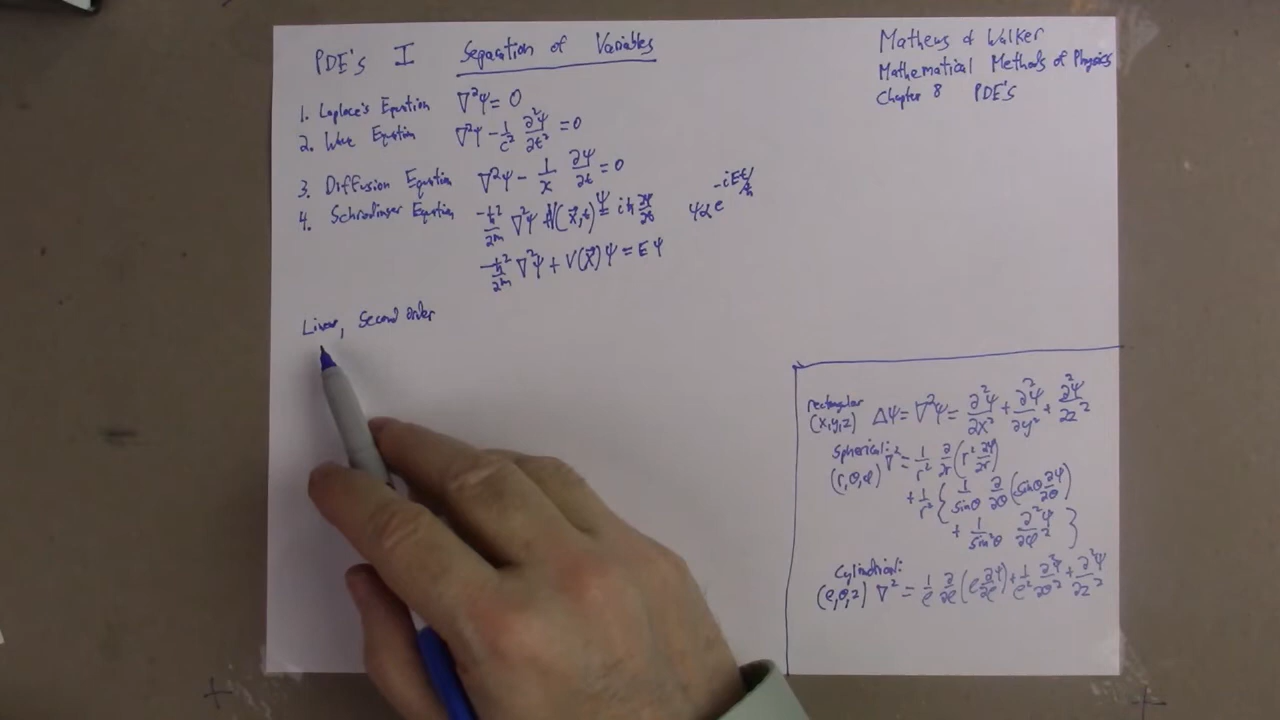 PDE's I Separation of Variables
1. Laplace's Equation ∇²ψ = 0
2. Wave Equation ∇²ψ - 1/c² ∂²ψ/∂t² = 0
3. Diffusion Equation ∇²ψ - 1/χ ∂ψ/∂t = 0
4. Schrodinger Equation -ℏ²/2m ∇²ψ + V(x⃗,t)ψ = iℏ ∂ψ/∂t ψ α e^(-iEt/ℏ)
-ℏ²/2m ∇²ψ + V(x⃗)ψ = Eψ
Linear, Second order
Mathews & Walker
Mathematical Methods of Physics
Chapter 8 PDE'S
rectangular
(x,y,z) Δψ = ∇²ψ = ∂²ψ/∂x² + ∂²ψ/∂y² + ∂²ψ/∂z²
Spherical:
(r,θ,φ) ∇² = 1/r² ∂/∂r (r² ∂ψ/∂r)
+ 1/r² { 1/sinθ ∂/∂θ (sinθ ∂ψ/∂θ)
+ 1/sin²θ ∂²ψ/∂φ² }
Cylindrical:
(ρ,θ,z) ∇² = 1/ρ ∂/∂ρ (ρ ∂ψ/∂ρ) + 1/ρ² ∂²ψ/∂θ² + ∂²ψ/∂z²